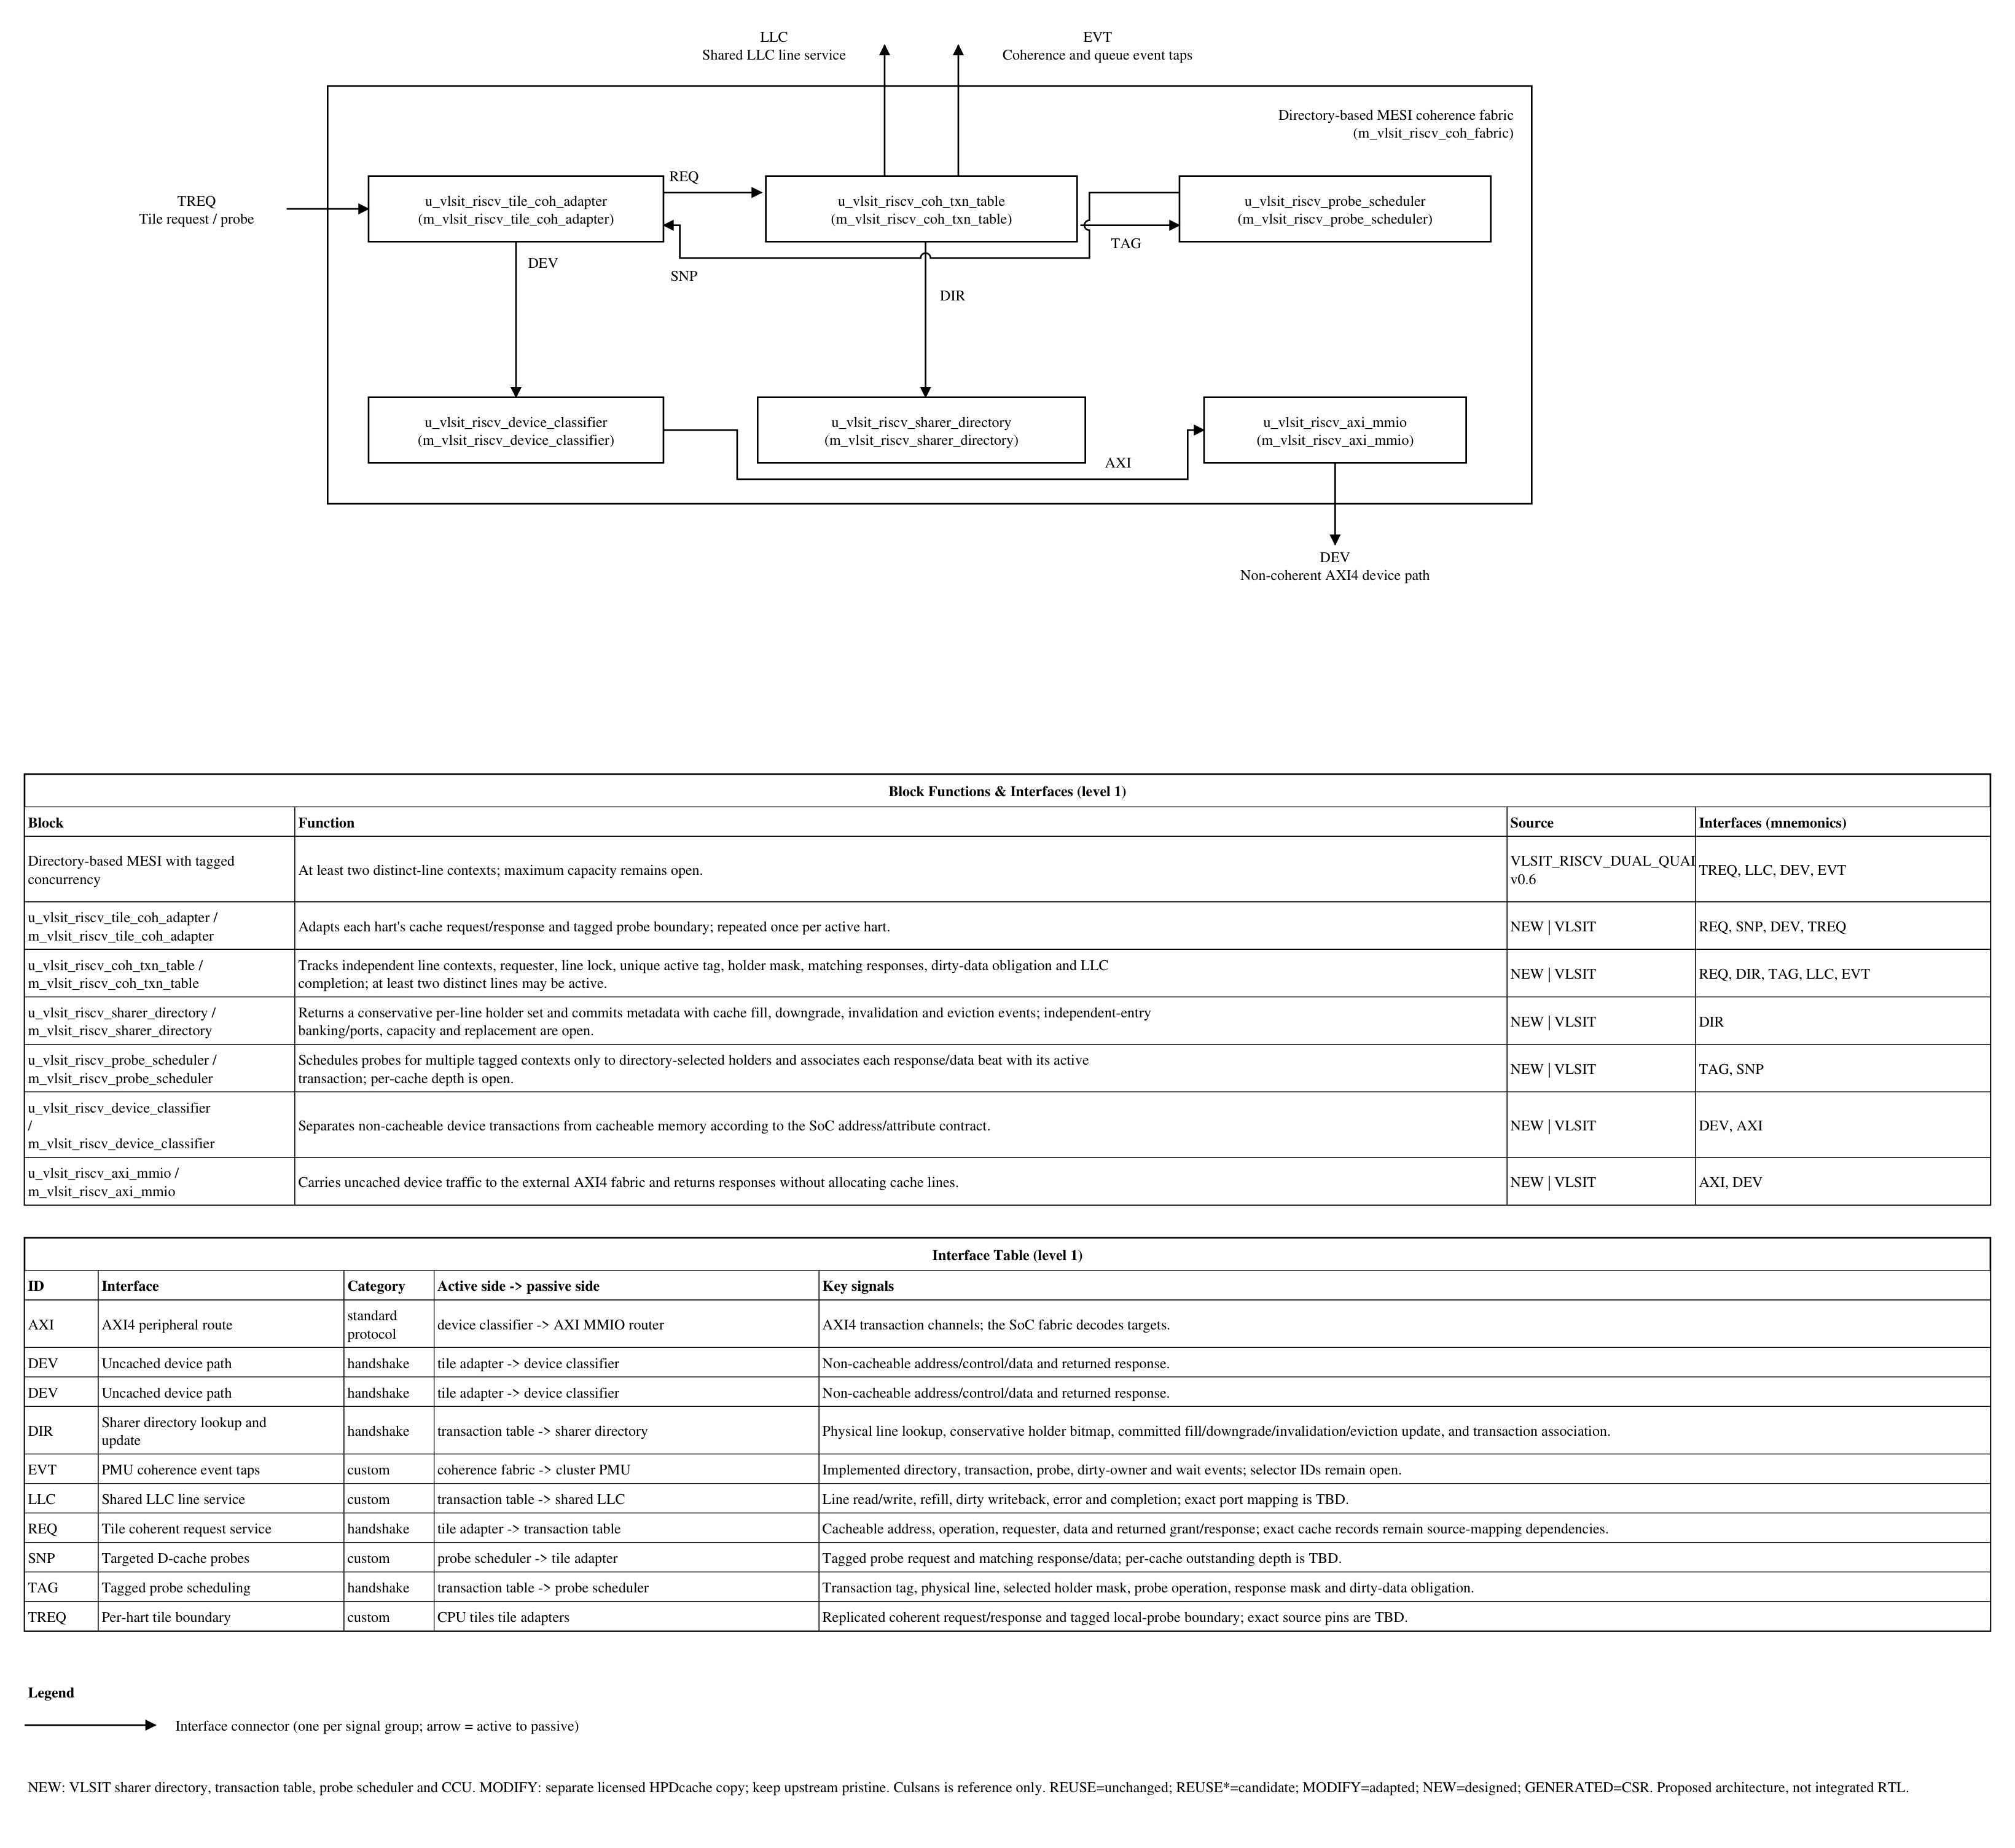 LLC
Shared LLC line service
EVT
Coherence and queue event taps
Directory-based MESI coherence fabric
(m_vlsit_riscv_coh_fabric)
TREQ
Tile request / probe
u_vlsit_riscv_tile_coh_adapter
(m_vlsit_riscv_tile_coh_adapter)
REQ
u_vlsit_riscv_coh_txn_table
(m_vlsit_riscv_coh_txn_table)
u_vlsit_riscv_probe_scheduler
(m_vlsit_riscv_probe_scheduler)
TAG
DEV
SNP
DIR
u_vlsit_riscv_device_classifier
(m_vlsit_riscv_device_classifier)
u_vlsit_riscv_sharer_directory
(m_vlsit_riscv_sharer_directory)
u_vlsit_riscv_axi_mmio
(m_vlsit_riscv_axi_mmio)
AXI
DEV
Non-coherent AXI4 device path
Block Functions & Interfaces (level 1)
Block Function Source Interfaces (mnemonics)
Directory-based MESI with tagged
concurrency
At least two distinct-line contexts; maximum capacity remains open.
VLSIT_RISCV_DUAL_QUAI
v0.6
TREQ, LLC, DEV, EVT
u_vlsit_riscv_tile_coh_adapter /
m_vlsit_riscv_tile_coh_adapter
Adapts each hart's cache request/response and tagged probe boundary; repeated once per active hart.
NEW | VLSIT
REQ, SNP, DEV, TREQ
u_vlsit_riscv_coh_txn_table /
m_vlsit_riscv_coh_txn_table
Tracks independent line contexts, requester, line lock, unique active tag, holder mask, matching responses, dirty-data obligation and LLC
completion; at least two distinct lines may be active.
NEW | VLSIT
REQ, DIR, TAG, LLC, EVT
u_vlsit_riscv_sharer_directory /
m_vlsit_riscv_sharer_directory
Returns a conservative per-line holder set and commits metadata with cache fill, downgrade, invalidation and eviction events; independent-entry
banking/ports, capacity and replacement are open.
NEW | VLSIT
DIR
u_vlsit_riscv_probe_scheduler /
m_vlsit_riscv_probe_scheduler
Schedules probes for multiple tagged contexts only to directory-selected holders and associates each response/data beat with its active
transaction; per-cache depth is open.
NEW | VLSIT
TAG, SNP
u_vlsit_riscv_device_classifier
/
m_vlsit_riscv_device_classifier
Separates non-cacheable device transactions from cacheable memory according to the SoC address/attribute contract.
NEW | VLSIT
DEV, AXI
u_vlsit_riscv_axi_mmio /
m_vlsit_riscv_axi_mmio
Carries uncached device traffic to the external AXI4 fabric and returns responses without allocating cache lines.
NEW | VLSIT
AXI, DEV
Interface Table (level 1)
ID Interface Category Active side -> passive side Key signals
AXI
AXI4 peripheral route
standard
protocol
device classifier -> AXI MMIO router
AXI4 transaction channels; the SoC fabric decodes targets.
DEV Uncached device path handshake tile adapter -> device classifier Non-cacheable address/control/data and returned response.
DEV Uncached device path handshake tile adapter -> device classifier Non-cacheable address/control/data and returned response.
DIR
Sharer directory lookup and
update
handshake
transaction table -> sharer directory
Physical line lookup, conservative holder bitmap, committed fill/downgrade/invalidation/eviction update, and transaction association.
EVT PMU coherence event taps custom coherence fabric -> cluster PMU Implemented directory, transaction, probe, dirty-owner and wait events; selector IDs remain open.
LLC Shared LLC line service custom transaction table -> shared LLC Line read/write, refill, dirty writeback, error and completion; exact port mapping is TBD.
REQ Tile coherent request service handshake tile adapter -> transaction table Cacheable address, operation, requester, data and returned grant/response; exact cache records remain source-mapping dependencies.
SNP Targeted D-cache probes custom probe scheduler -> tile adapter Tagged probe request and matching response/data; per-cache outstanding depth is TBD.
TAG Tagged probe scheduling handshake transaction table -> probe scheduler Transaction tag, physical line, selected holder mask, probe operation, response mask and dirty-data obligation.
TREQ Per-hart tile boundary custom CPU tiles tile adapters Replicated coherent request/response and tagged local-probe boundary; exact source pins are TBD.
Legend
Interface connector (one per signal group; arrow = active to passive)
NEW: VLSIT sharer directory, transaction table, probe scheduler and CCU. MODIFY: separate licensed HPDcache copy; keep upstream pristine. Culsans is reference only. REUSE=unchanged; REUSE*=candidate; MODIFY=adapted; NEW=designed; GENERATED=CSR. Proposed architecture, not integrated RTL.